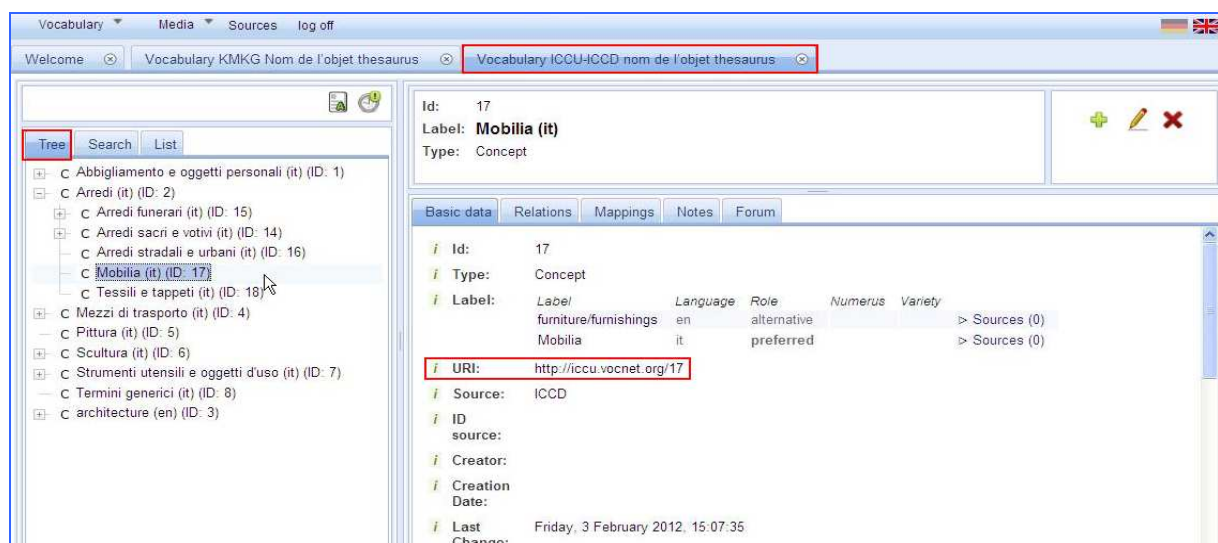 Vocabulary Media Sources log off
Welcome Vocabulary KMKG Nom de l'objet thesaurus Vocabulary ICCU-ICCD nom de l'objet thesaurus
Tree Search List
C Abbigliamento e oggetti personali (it) (ID: 1)
C Arredi (it) (ID: 2)
C Arredi funerari (it) (ID: 15)
C Arredi sacri e votivi (it) (ID: 14)
C Arredi stradali e urbani (it) (ID: 16)
C Mobilia (it) (ID: 17)
C Tessili e tappeti (it) (ID: 18)
C Mezzi di trasporto (it) (ID: 4)
C Pittura (it) (ID: 5)
C Scultura (it) (ID: 6)
C Strumenti utensili e oggetti d'uso (it) (ID: 7)
C Termini generici (it) (ID: 8)
C architecture (en) (ID: 3)
Id: 17
Label: Mobilia (it)
Type: Concept
Basic data Relations Mappings Notes Forum
i Id: 17
i Type: Concept
i Label: Label Language Role Numerus Variety
furniture/furnishings en alternative ▷ Sources (0)
Mobilia it preferred ▷ Sources (0)
i URI: http://iccu.vocnet.org/17
i Source: ICCD
i ID
source:
i Creator:
i Creation
Date:
i Last Friday, 3 February 2012, 15:07:35
Change: